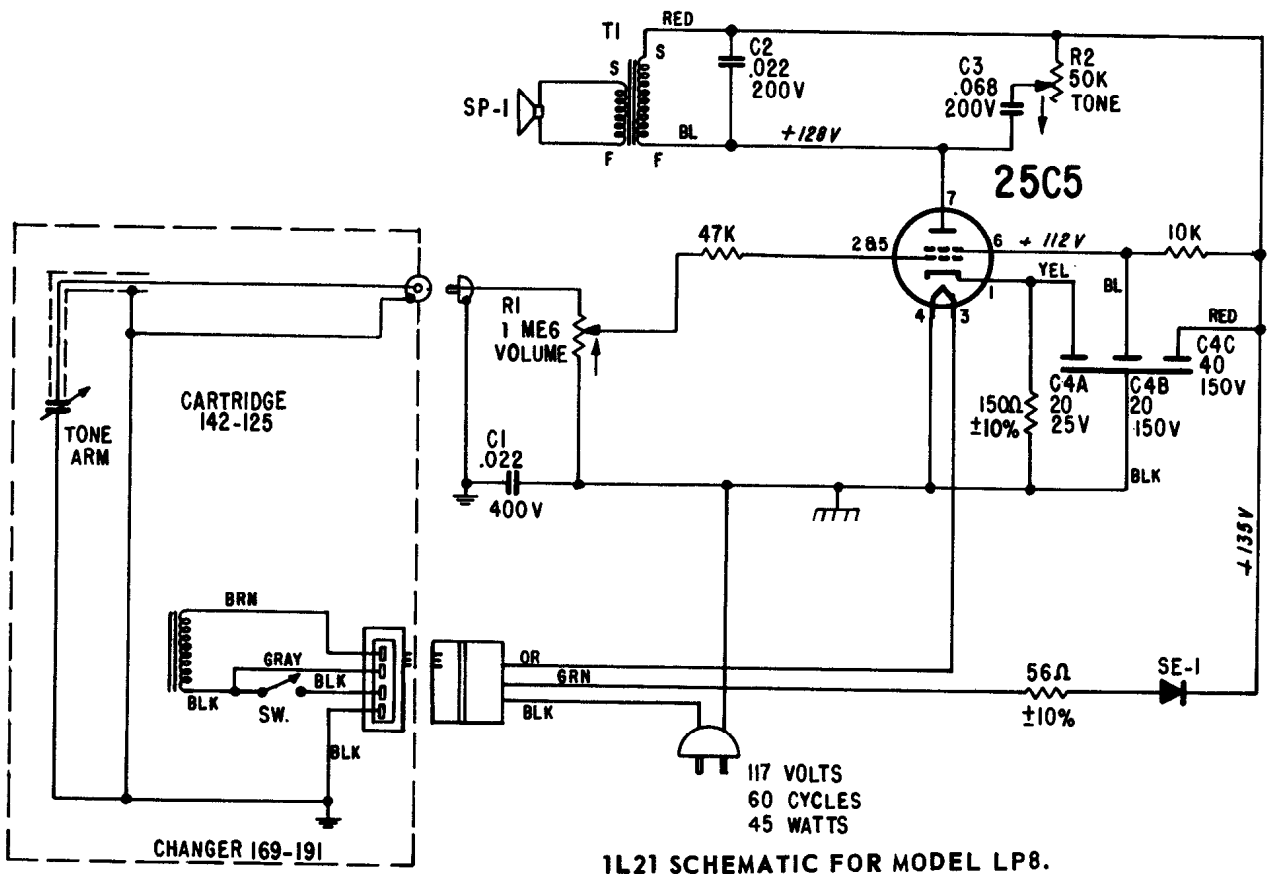 T1
RED
S
S
C2
.022
200V
C3
.068
200V
R2
50K
TONE
SP-1
BL
+128V
F
F
25C5
7
47K
2&5
6
+112V
10K
YEL
BL
1
4
3
RED
R1
1 MEG
VOLUME
C4C
40
150V
CARTRIDGE
142-125
TONE
ARM
C4A
20
25V
C4B
20
150V
150Ω
±10%
C1
.022
400V
BLK
+135V
BRN
GRAY
BLK
BLK
SW.
BLK
OR
GRN
BLK
56Ω
±10%
SE-1
117 VOLTS
60 CYCLES
45 WATTS
CHANGER 169-191
1L21 SCHEMATIC FOR MODEL LP8.